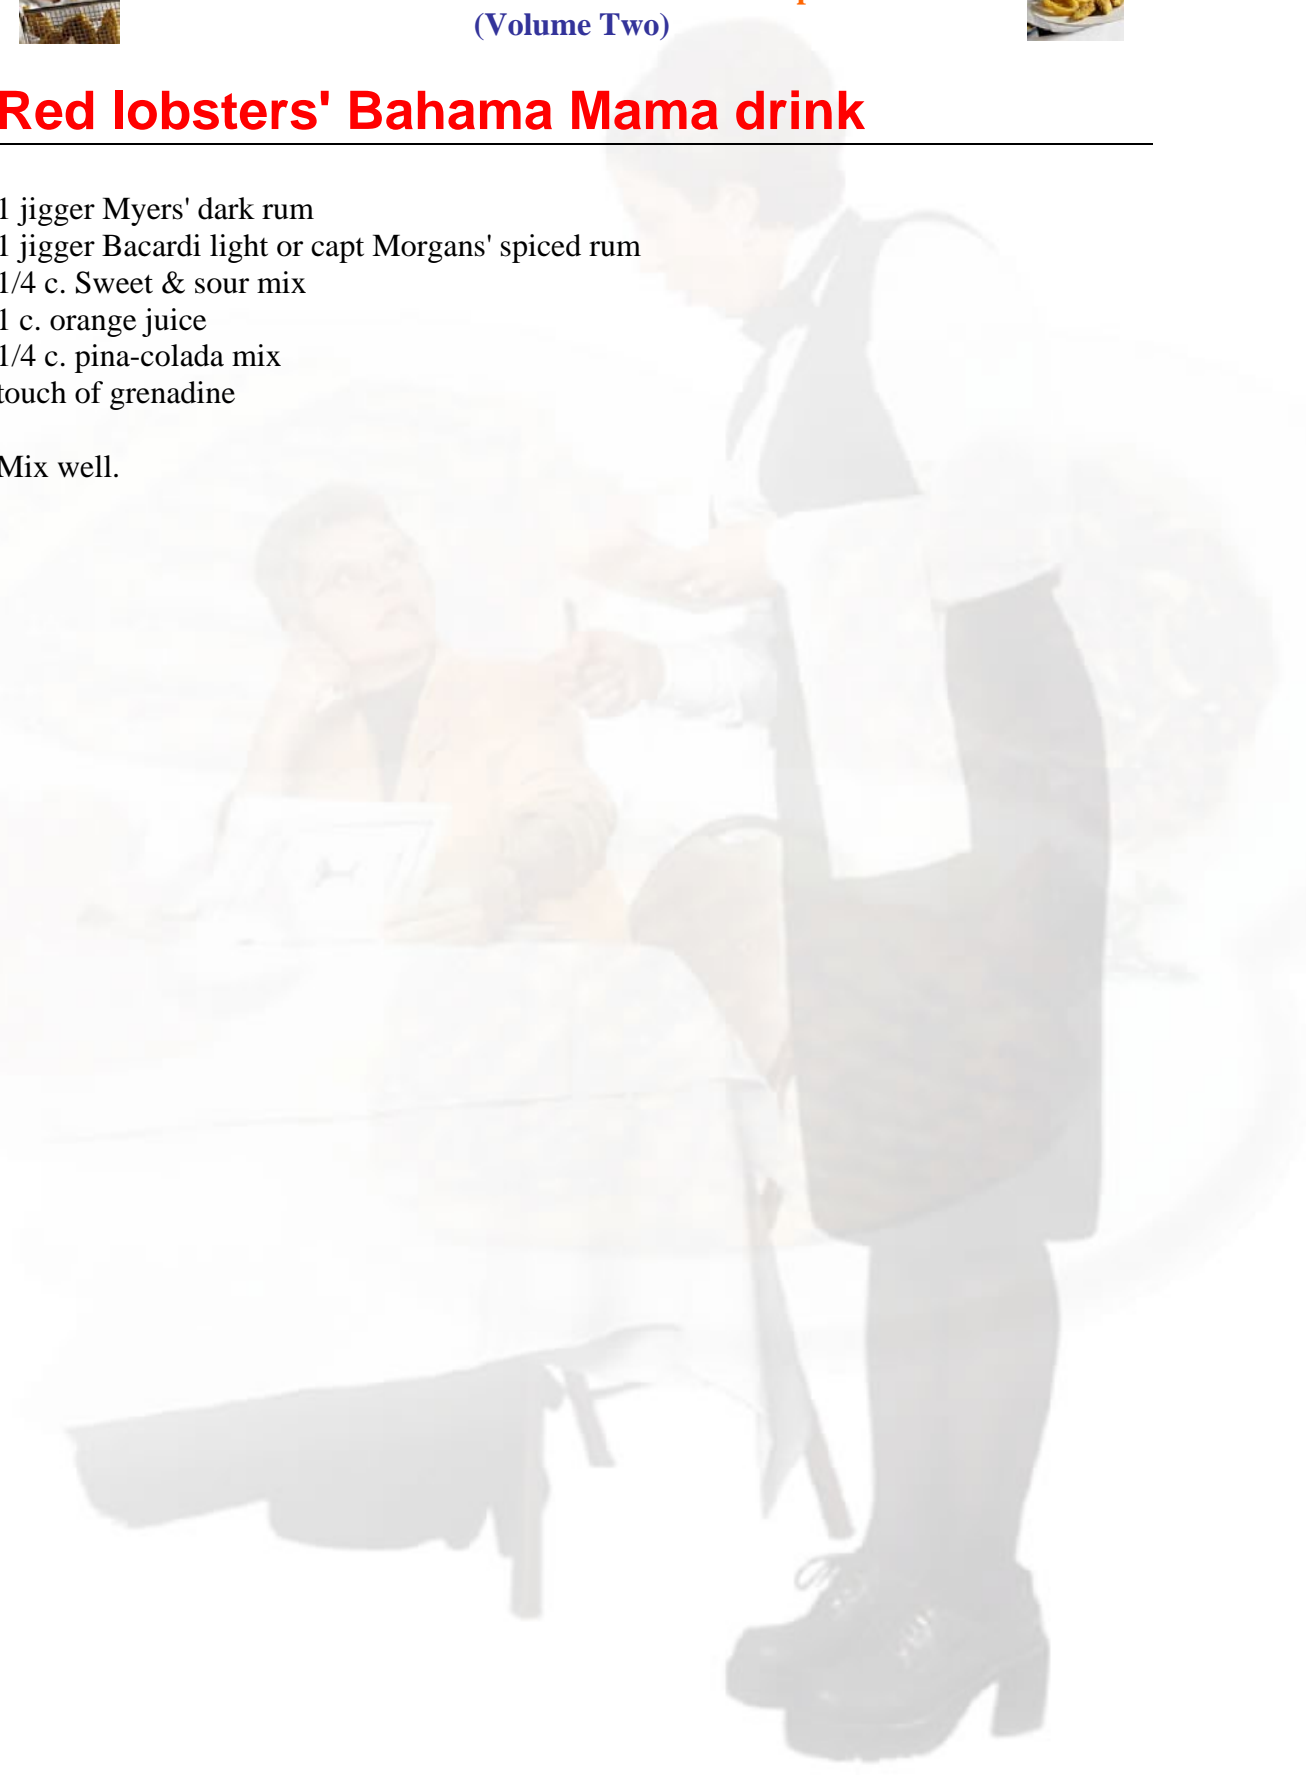 (Volume Two)
Red lobsters' Bahama Mama drink
1 jigger Myers' dark rum
1 jigger Bacardi light or capt Morgans' spiced rum
1/4 c. Sweet & sour mix
1 c. orange juice
1/4 c. pina-colada mix
touch of grenadine
Mix well.